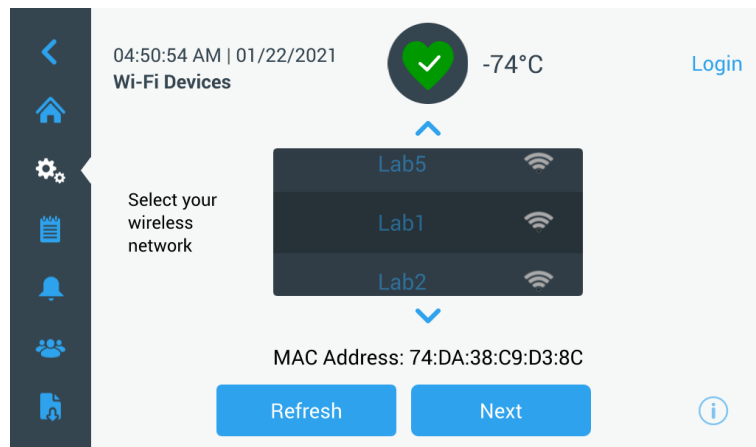 04:50:54 AM | 01/22/2021
Wi-Fi Devices
-74°C
Login
Select your
wireless
network
Lab5
Lab1
Lab2
MAC Address: 74:DA:38:C9:D3:8C
Refresh
Next
i